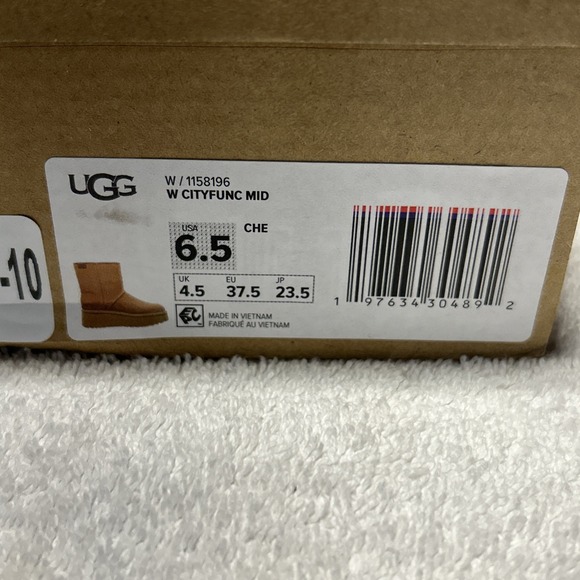 UGG
W / 1158196
W CITYFUNC MID
USA
6.5
CHE
UK EU JP
4.5 37.5 23.5
MADE IN VIETNAM
FABRIQUÉ AU VIETNAM
1 97634 30489 2
-10